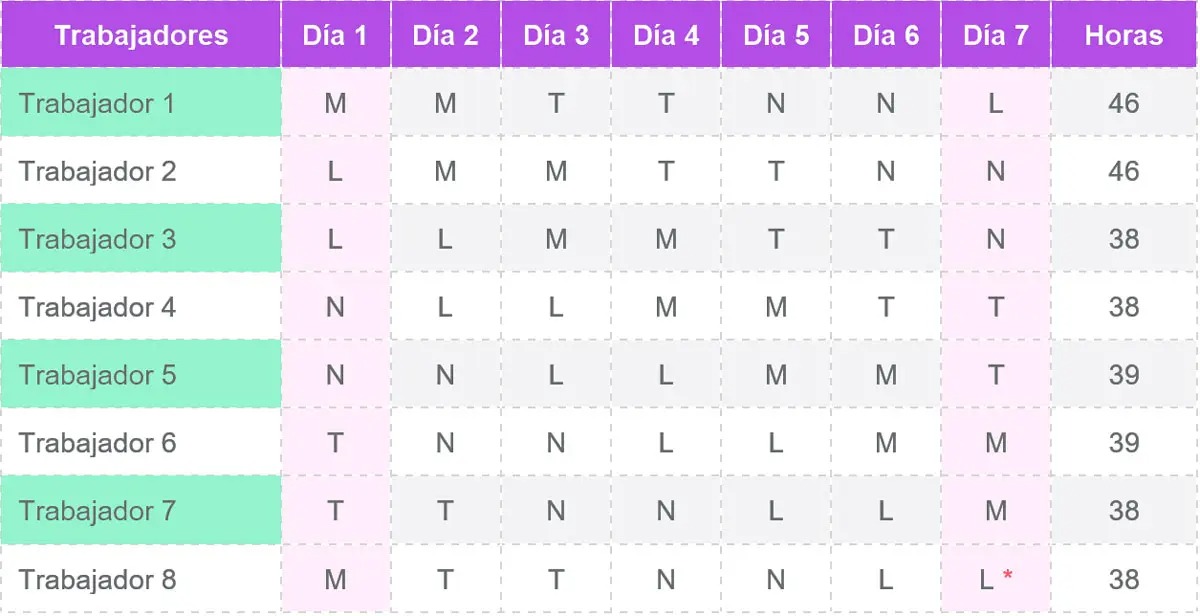 Trabajadores Día 1 Día 2 Día 3 Día 4 Día 5 Día 6 Día 7 Horas
Trabajador 1 M M T T N N L 46
Trabajador 2 L M M T T N N 46
Trabajador 3 L L M M T T N 38
Trabajador 4 N L L M M T T 38
Trabajador 5 N N L L M M T 39
Trabajador 6 T N N L L M M 39
Trabajador 7 T T N N L L M 38
Trabajador 8 M T T N N L L * 38